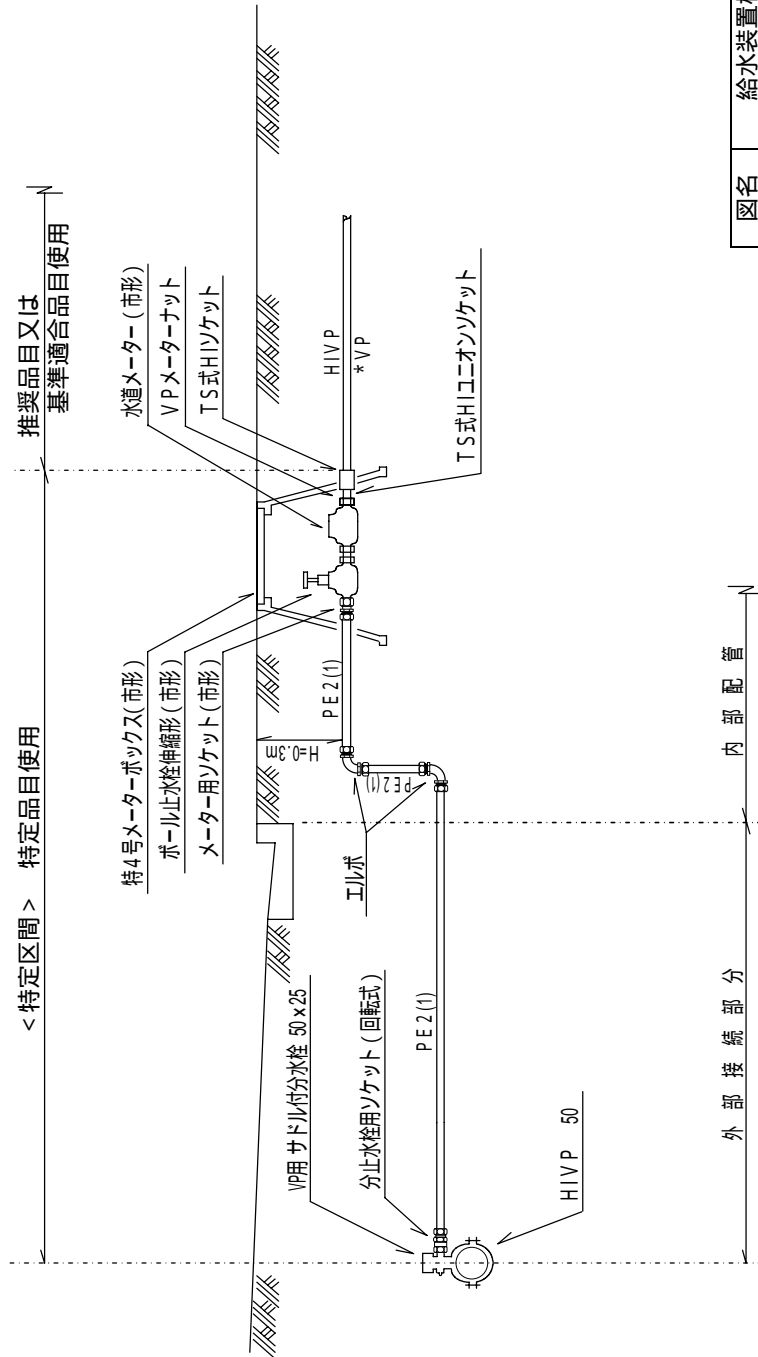 <特定区間> 特定品目使用
推奨品目又は
基準適合品目使用
特4号メーターボックス(市形)
ボール止水栓伸縮形(市形)
メーター用ソケット(市形)
水道メーター(市形)
VPメーターナット
TS式HIソケット
H=0.3m
PE2(1)
HIVP
*VP
TS式HIユニオンソケット
PE2(1)
エルボ
VP用 サドル付分水栓 50x25
分止水栓用ソケット(回転式)
PE2(1)
HIVP 50
外部接続部分
内部配管
図名
給水装置